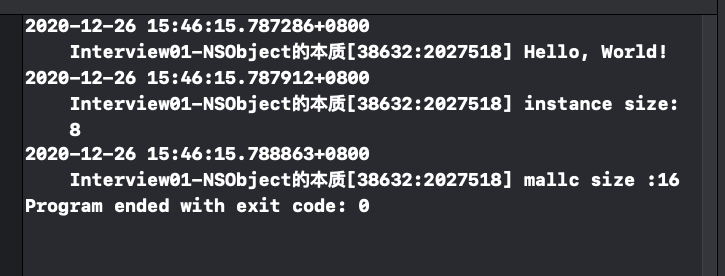 2020-12-26 15:46:15.787286+0800
Interview01-NSObject的本质[38632:2027518] Hello, World!
2020-12-26 15:46:15.787912+0800
Interview01-NSObject的本质[38632:2027518] instance size:
8
2020-12-26 15:46:15.788863+0800
Interview01-NSObject的本质[38632:2027518] mallc size :16
Program ended with exit code: 0